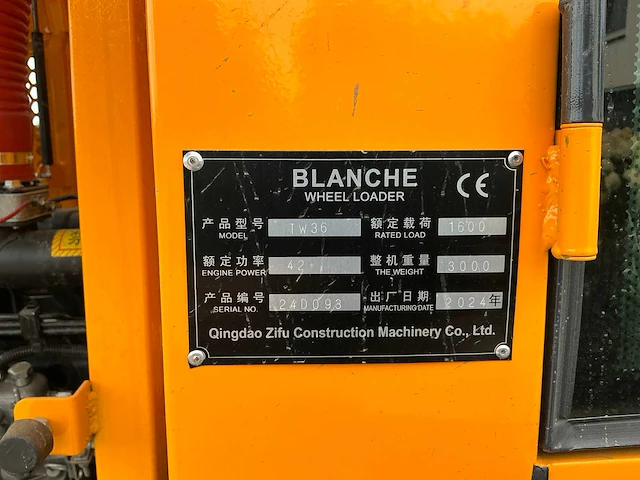 BLANCHE
CE
WHEEL LOADER
产品型号 TW36 额定载荷 1600
MODEL RATED LOAD
额定功率 42 整机重量 3000
ENGINE POWER THE WEIGHT
产品编号 24D093 出厂日期 2024年
SERIAL NO. MANUFACTURING DATE
Qingdao Zifu Construction Machinery Co., Ltd.